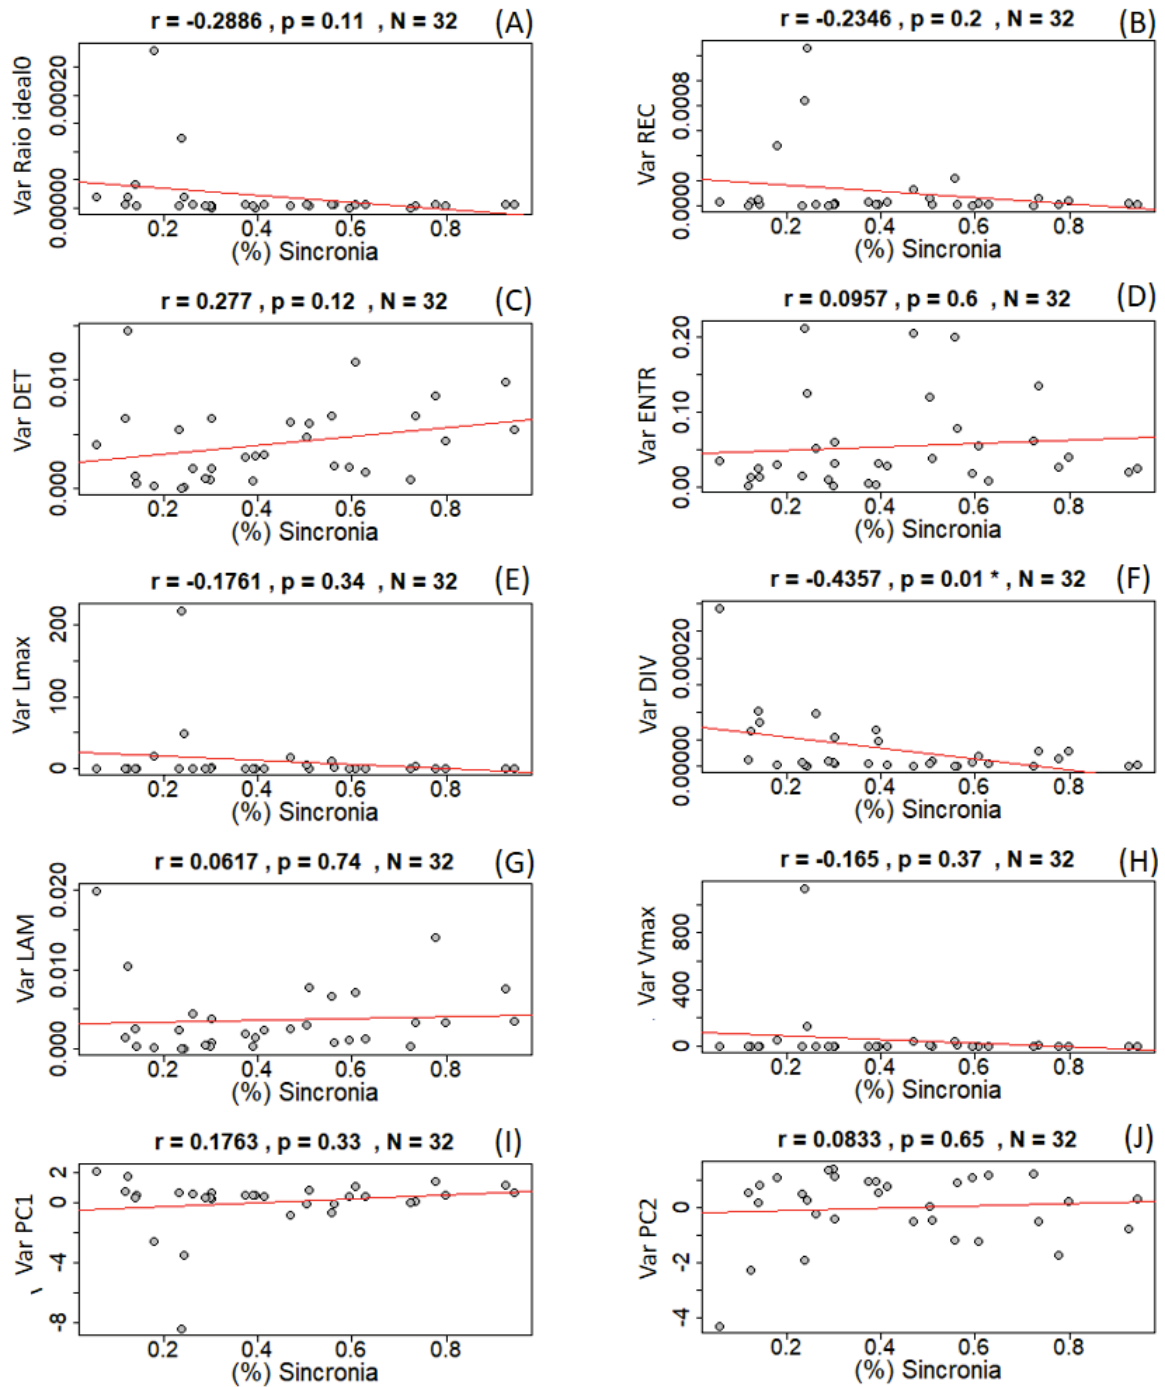 r = -0.2886 , p = 0.11 , N = 32 (A)
Var Raio ideal0
0.000000 0.000020
0.2 0.4 0.6 0.8
(%) Sincronia
r = -0.2346 , p = 0.2 , N = 32 (B)
Var REC
0.0000 0.0008
0.2 0.4 0.6 0.8
(%) Sincronia
r = 0.277 , p = 0.12 , N = 32 (C)
Var DET
0.000 0.010
0.2 0.4 0.6 0.8
(%) Sincronia
r = 0.0957 , p = 0.6 , N = 32 (D)
Var ENTR
0.00 0.10 0.20
0.2 0.4 0.6 0.8
(%) Sincronia
r = -0.1761 , p = 0.34 , N = 32 (E)
Var Lmax
0 100 200
0.2 0.4 0.6 0.8
(%) Sincronia
r = -0.4357 , p = 0.01 * , N = 32 (F)
Var DIV
0.00000 0.00020
0.2 0.4 0.6 0.8
(%) Sincronia
r = 0.0617 , p = 0.74 , N = 32 (G)
Var LAM
0.000 0.010 0.020
0.2 0.4 0.6 0.8
(%) Sincronia
r = -0.165 , p = 0.37 , N = 32 (H)
Var Vmax
0 400 800
0.2 0.4 0.6 0.8
(%) Sincronia
r = 0.1763 , p = 0.33 , N = 32 (I)
Var PC1
-8 -4 0 2
0.2 0.4 0.6 0.8
(%) Sincronia
r = 0.0833 , p = 0.65 , N = 32 (J)
Var PC2
-4 -2 0
0.2 0.4 0.6 0.8
(%) Sincronia